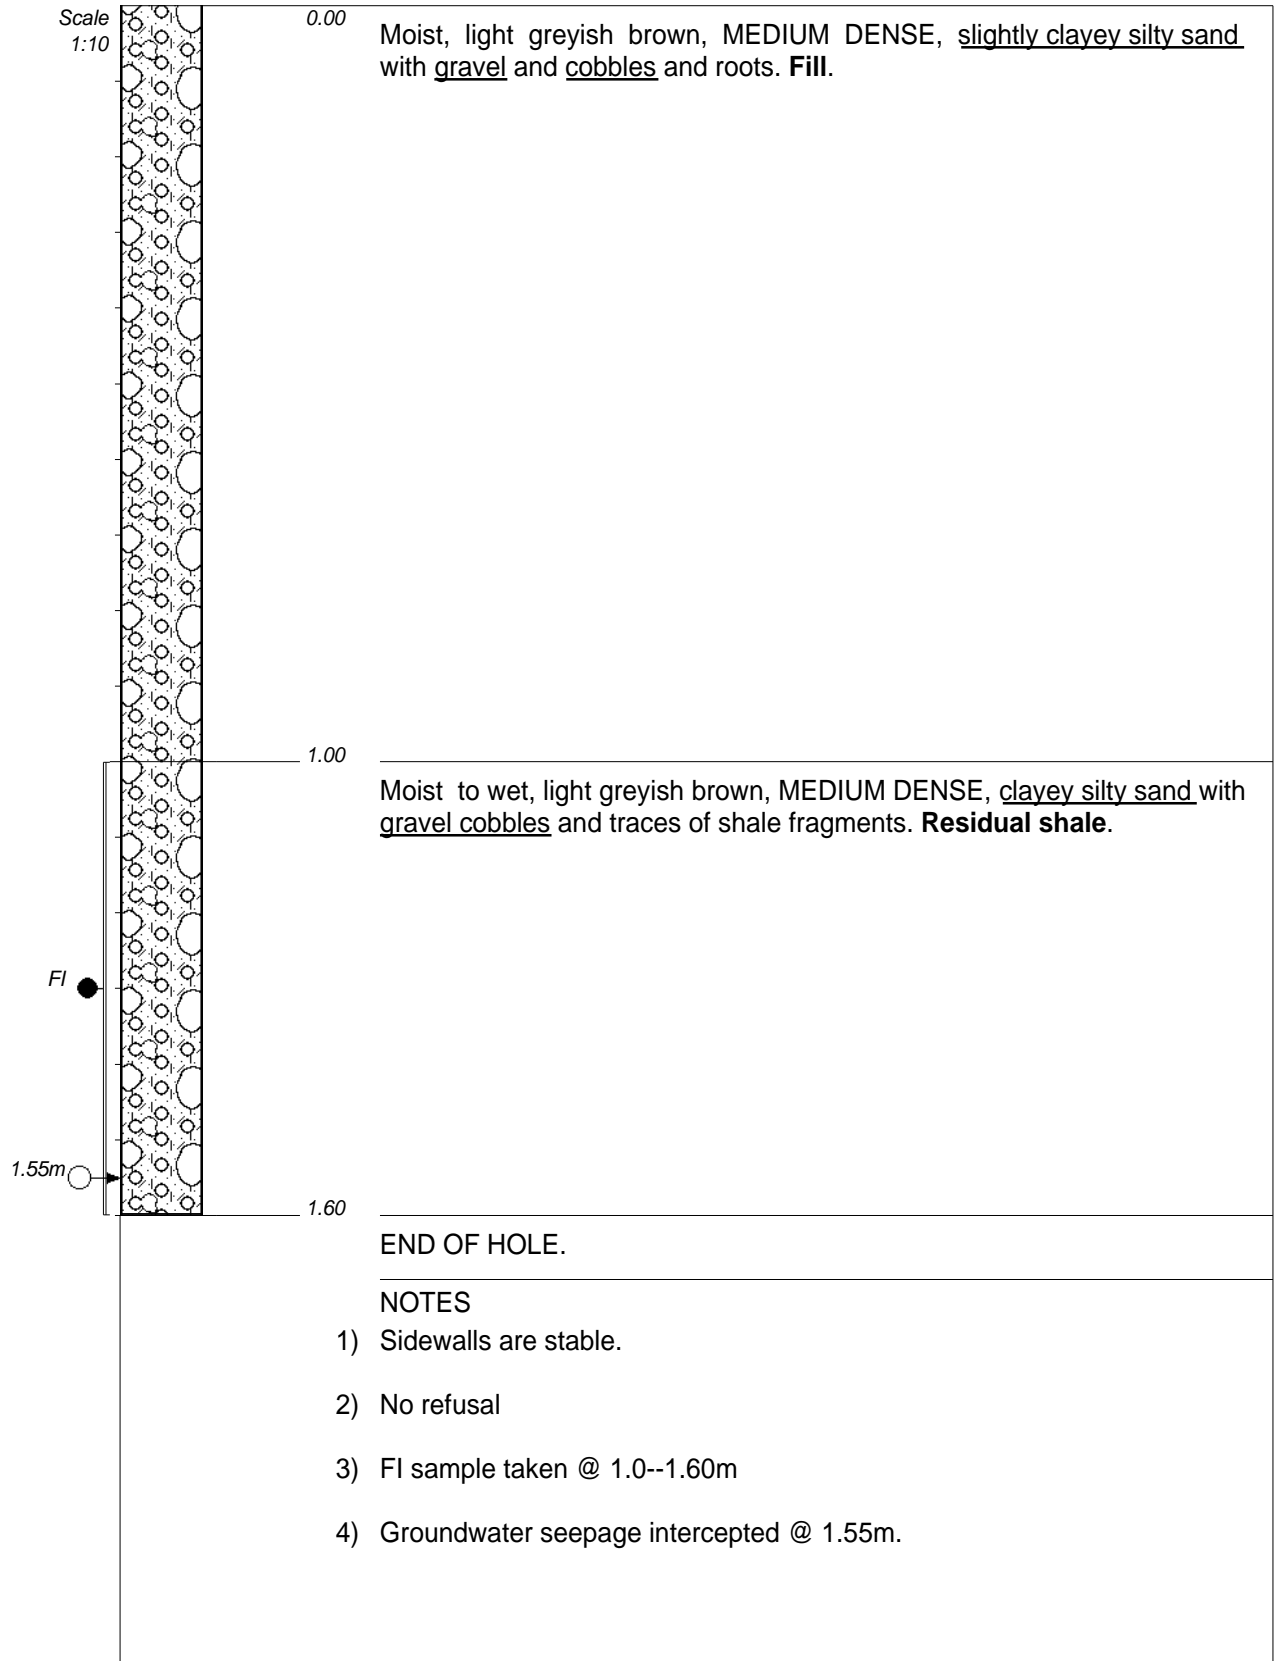 Scale
1:10
0.00
Moist, light greyish brown, MEDIUM DENSE, slightly clayey silty sand
with gravel and cobbles and roots. Fill.
1.00
Moist to wet, light greyish brown, MEDIUM DENSE, clayey silty sand with
gravel cobbles and traces of shale fragments. Residual shale.
FI
1.55m
1.60
END OF HOLE.
NOTES
1) Sidewalls are stable.
2) No refusal
3) FI sample taken @ 1.0--1.60m
4) Groundwater seepage intercepted @ 1.55m.